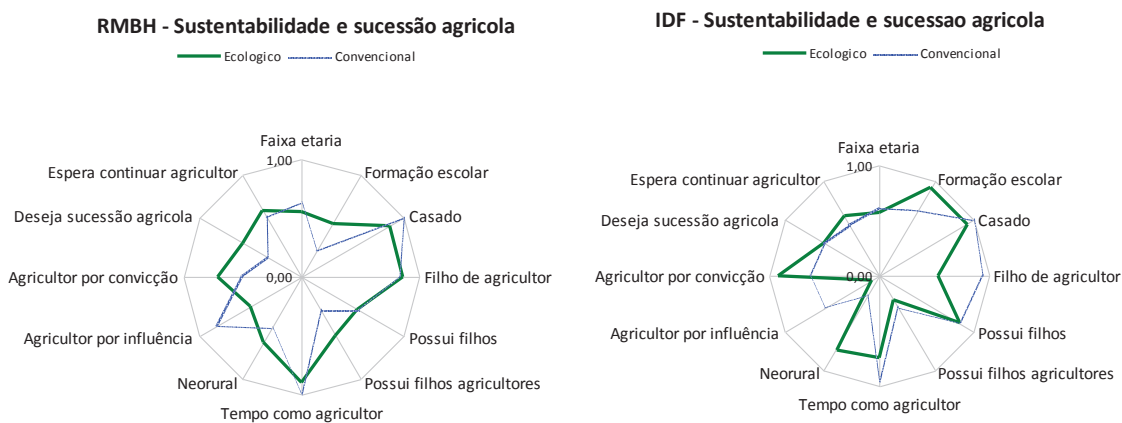 RMBH - Sustentabilidade e sucessão agricola
Ecologico
Convencional
Faixa etaria
1,00
Espera continuar agricultor
Formação escolar
Deseja sucessão agricola
Casado
Agricultor por convicção
0,00
Filho de agricultor
Agricultor por influência
Possui filhos
Neorural
Possui filhos agricultores
Tempo como agricultor
IDF - Sustentabilidade e sucessao agricola
Ecologico
Convencional
Faixa etaria
1,00
Espera continuar agricultor
Formação escolar
Deseja sucessão agricola
Casado
Agricultor por convicção
0,00
Filho de agricultor
Agricultor por influência
Possui filhos
Neorural
Possui filhos agricultores
Tempo como agricultor